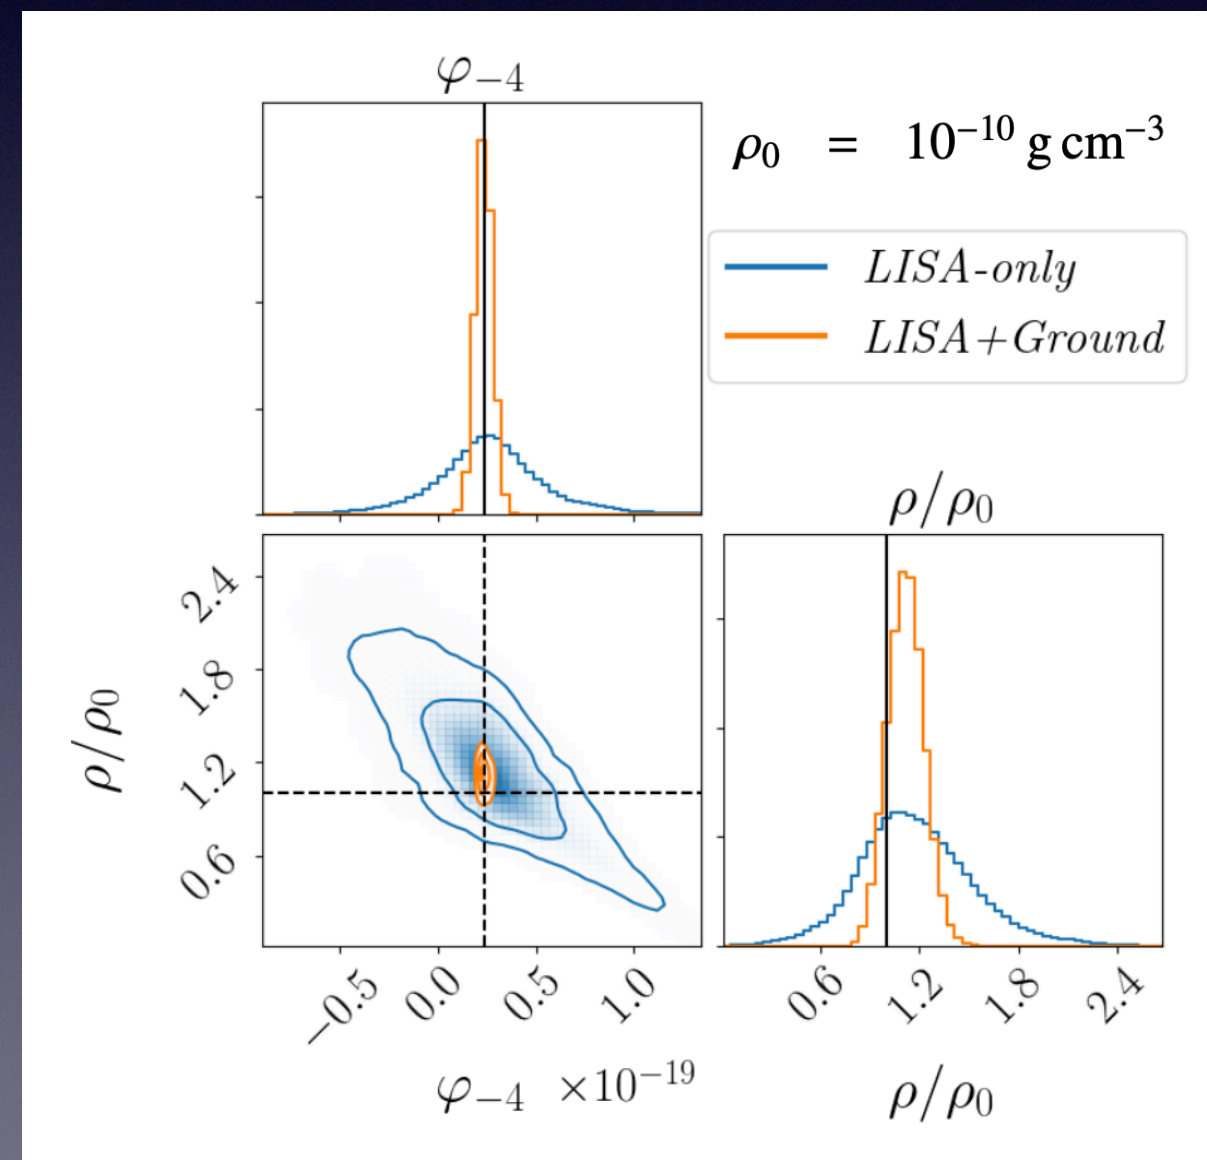 φ₋₄
ρ₀ = 10⁻¹⁰ g cm⁻³
LISA-only
LISA+Ground
ρ/ρ₀
2.4
1.8
1.2
0.6
ρ/ρ₀
−0.5 0.0 0.5 1.0
0.6 1.2 1.8 2.4
φ₋₄ ×10⁻¹⁹
ρ/ρ₀